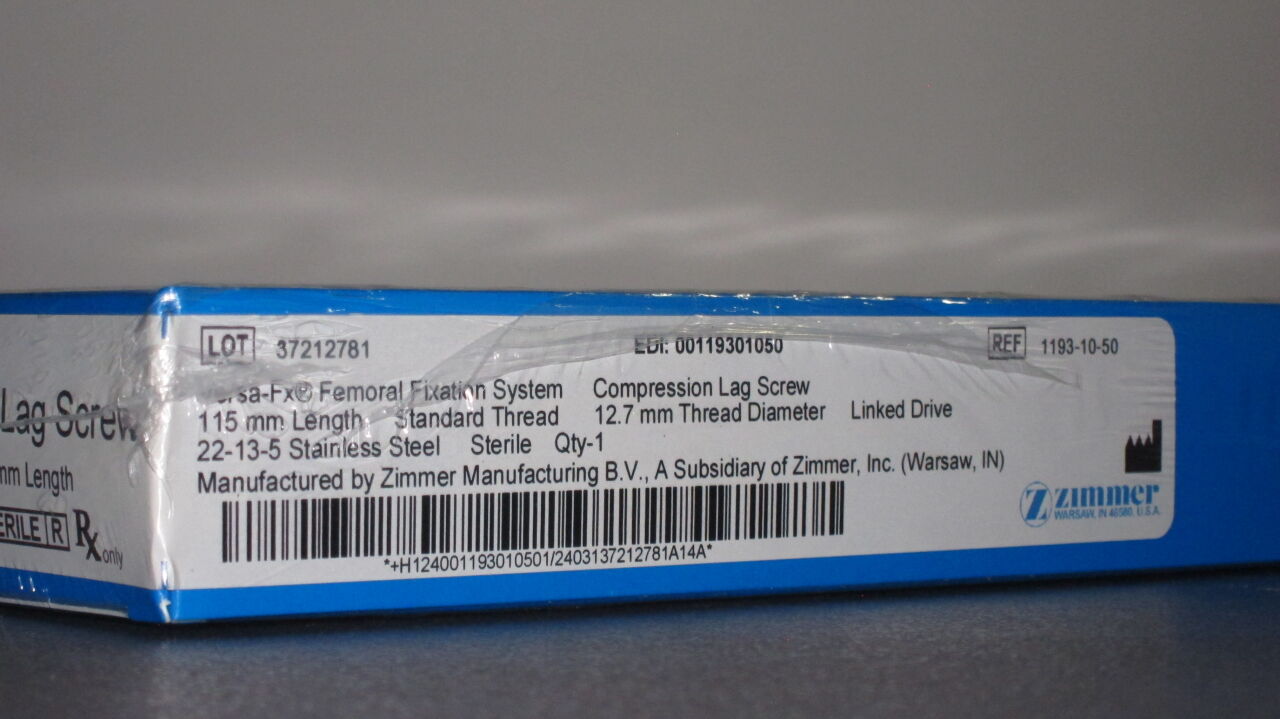 LOT 37212781 EDI: 00119301050 REF 1193-10-50
Femoral Fixation System Compression Lag Screw
115 mm Length Standard Thread 12.7 mm Thread Diameter Linked Drive
22-13-5 Stainless Steel Sterile Qty-1
Manufactured by Zimmer Manufacturing B.V., A Subsidiary of Zimmer, Inc. (Warsaw, IN)
*+H124001193010501/2403137212781A14A*
Z zimmer
WARSAW, IN 46580, U.S.A.
Lag Screw
mm Length
R Rx only